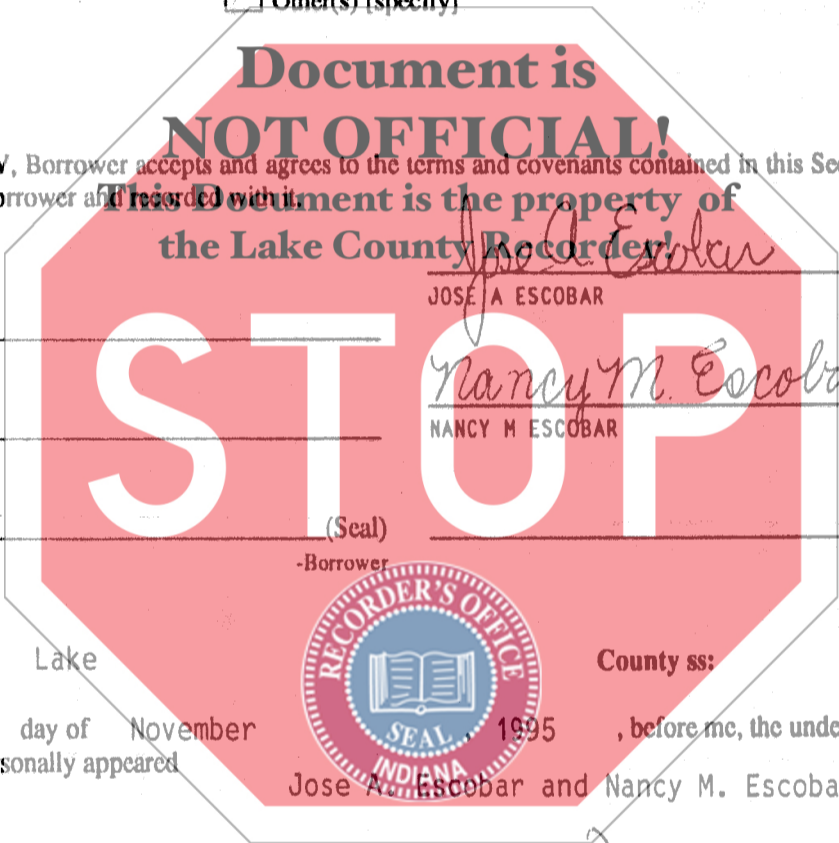 Other(s) [specify]
Document is
NOT OFFICIAL!
, Borrower accepts and agrees to the terms and covenants contained in this Se
rrower and recorded with it.
This Document is the property of
the Lake County Recorder!
Jose A. Escobar
JOSE A ESCOBAR
STOP
Nancy M. Escoba
NANCY M ESCOBAR
(Seal)
-Borrower
RECORDER'S OFFICE
SEAL
INDIANA
Lake
County ss:
day of November , 1995 , before me, the unde
sonally appeared
Jose A. Escobar and Nancy M. Escoba